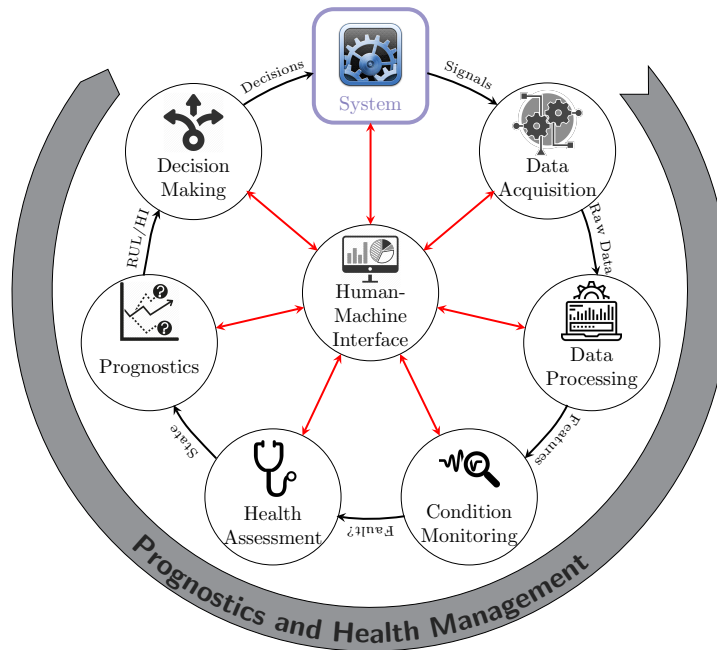 System
Signals
Data
Acquisition
Raw Data
Data
Processing
Features
Condition
Monitoring
Fault?
Health
Assessment
State
Prognostics
RUL/HI
Decision
Making
Decisions
Human-
Machine
Interface
? 
?
Prognostics and Health Management